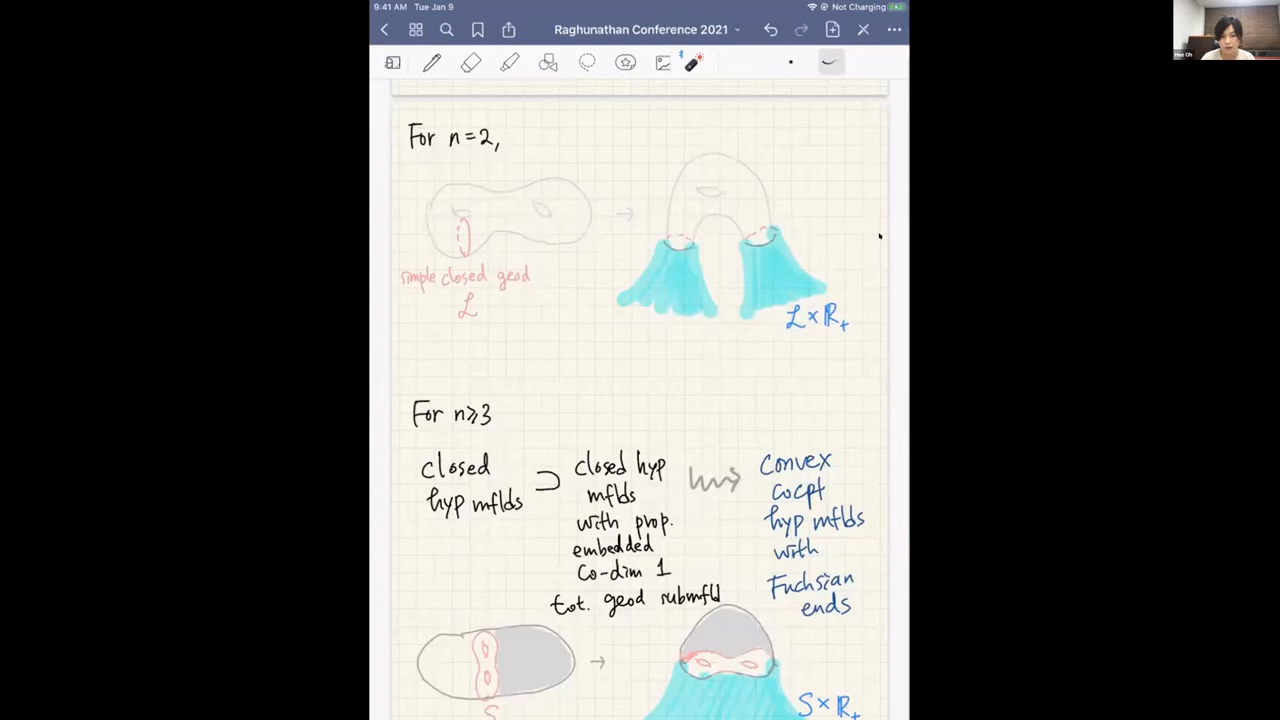 9:41 AM Tue Jan 9
Not Charging
Raghunathan Conference 2021
Hee Oh
For n=2,
simple closed geod
ℒ
ℒ × ℝ₊
For n⩾3
closed
hyp mflds
⊃
closed hyp
mflds
with prop.
embedded
Co-dim 1
tot. geod submfld
Convex
cocpt
hyp mflds
with
Fuchsian
ends
S
S × ℝ₊